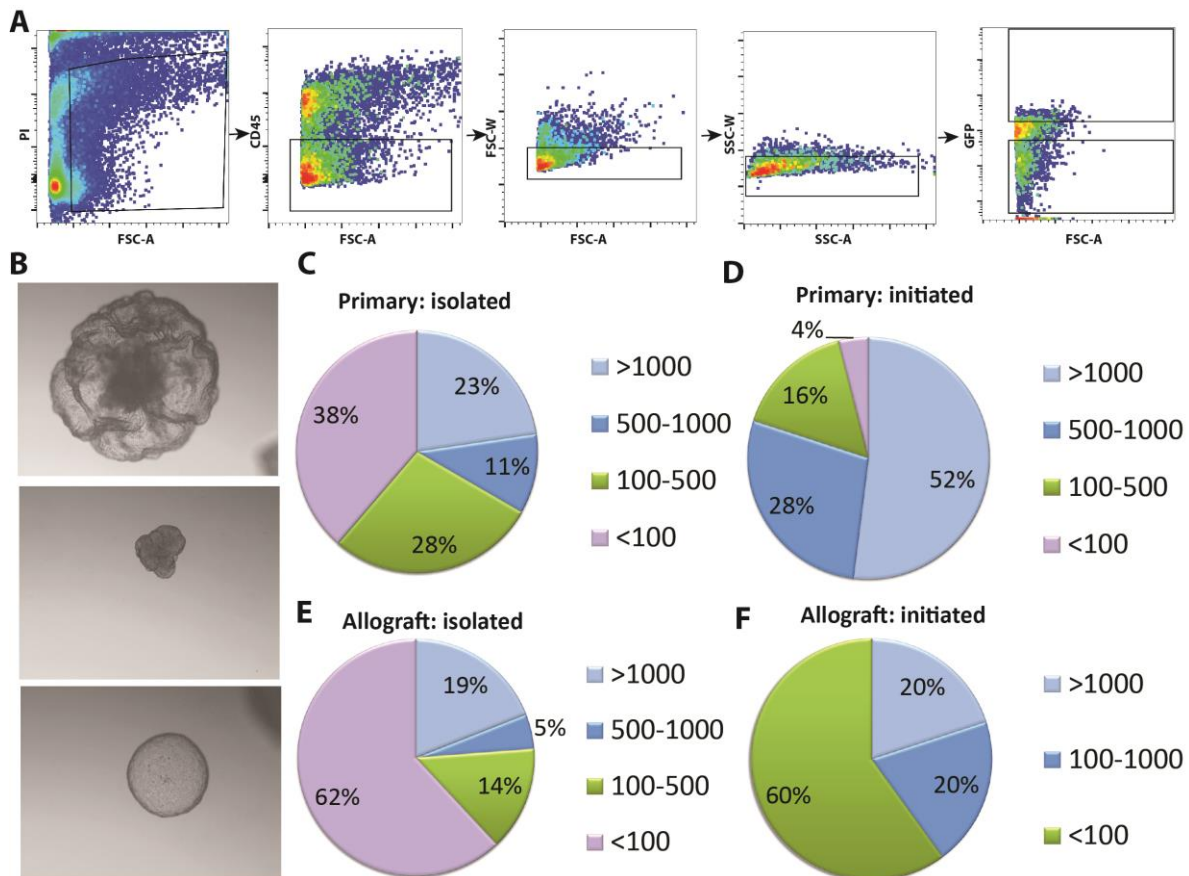 A
PI
FSC-A
CD45
FSC-A
FSC-W
FSC-A
SSC-W
SSC-A
GFP
FSC-A
B
C
Primary: isolated
23%
11%
28%
38%
>1000
500-1000
100-500
<100
D
Primary: initiated
4%
16%
28%
52%
>1000
500-1000
100-500
<100
E
Allograft: isolated
19%
5%
14%
62%
>1000
500-1000
100-500
<100
F
Allograft: initiated
20%
20%
60%
>1000
100-1000
<100